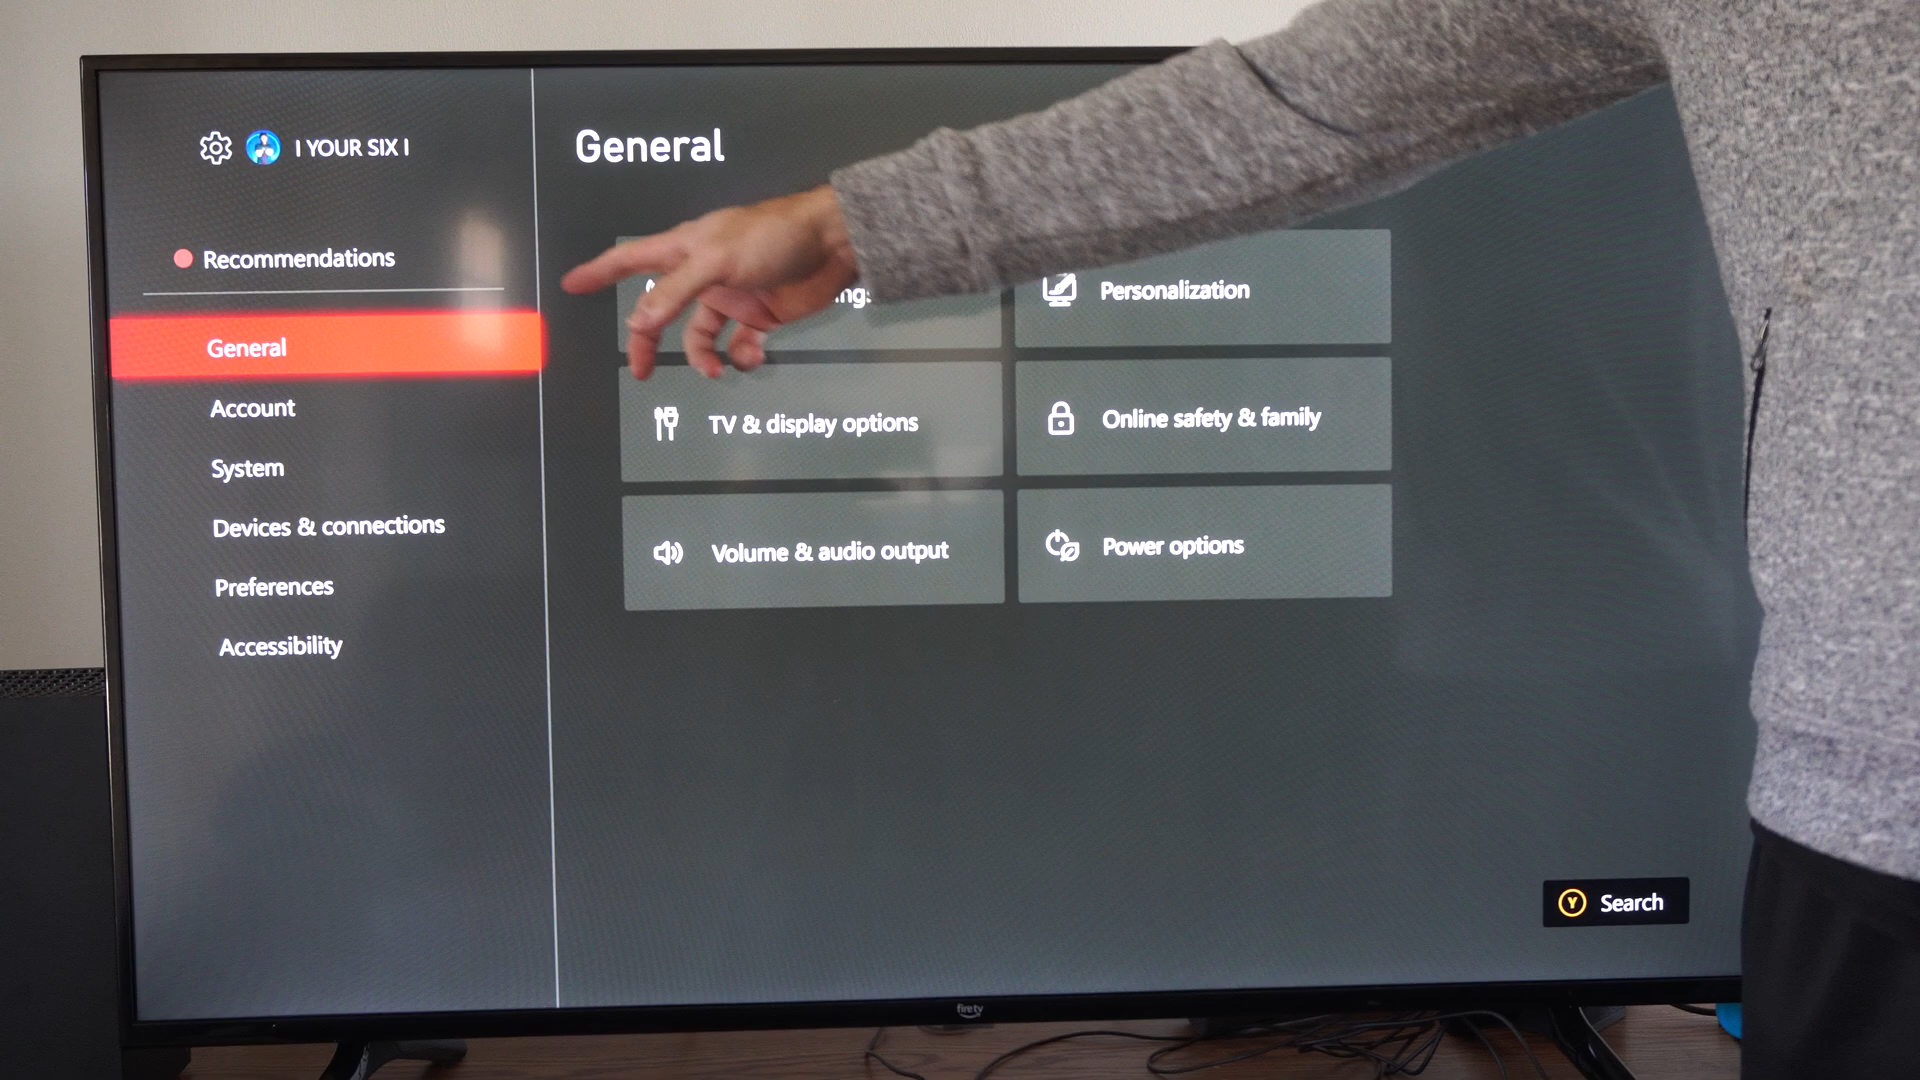 I YOUR SIX I
General
Recommendations
General
Account
System
Devices & connections
Preferences
Accessibility
Personalization
TV & display options
Online safety & family
Volume & audio output
Power options
Y Search
firetv